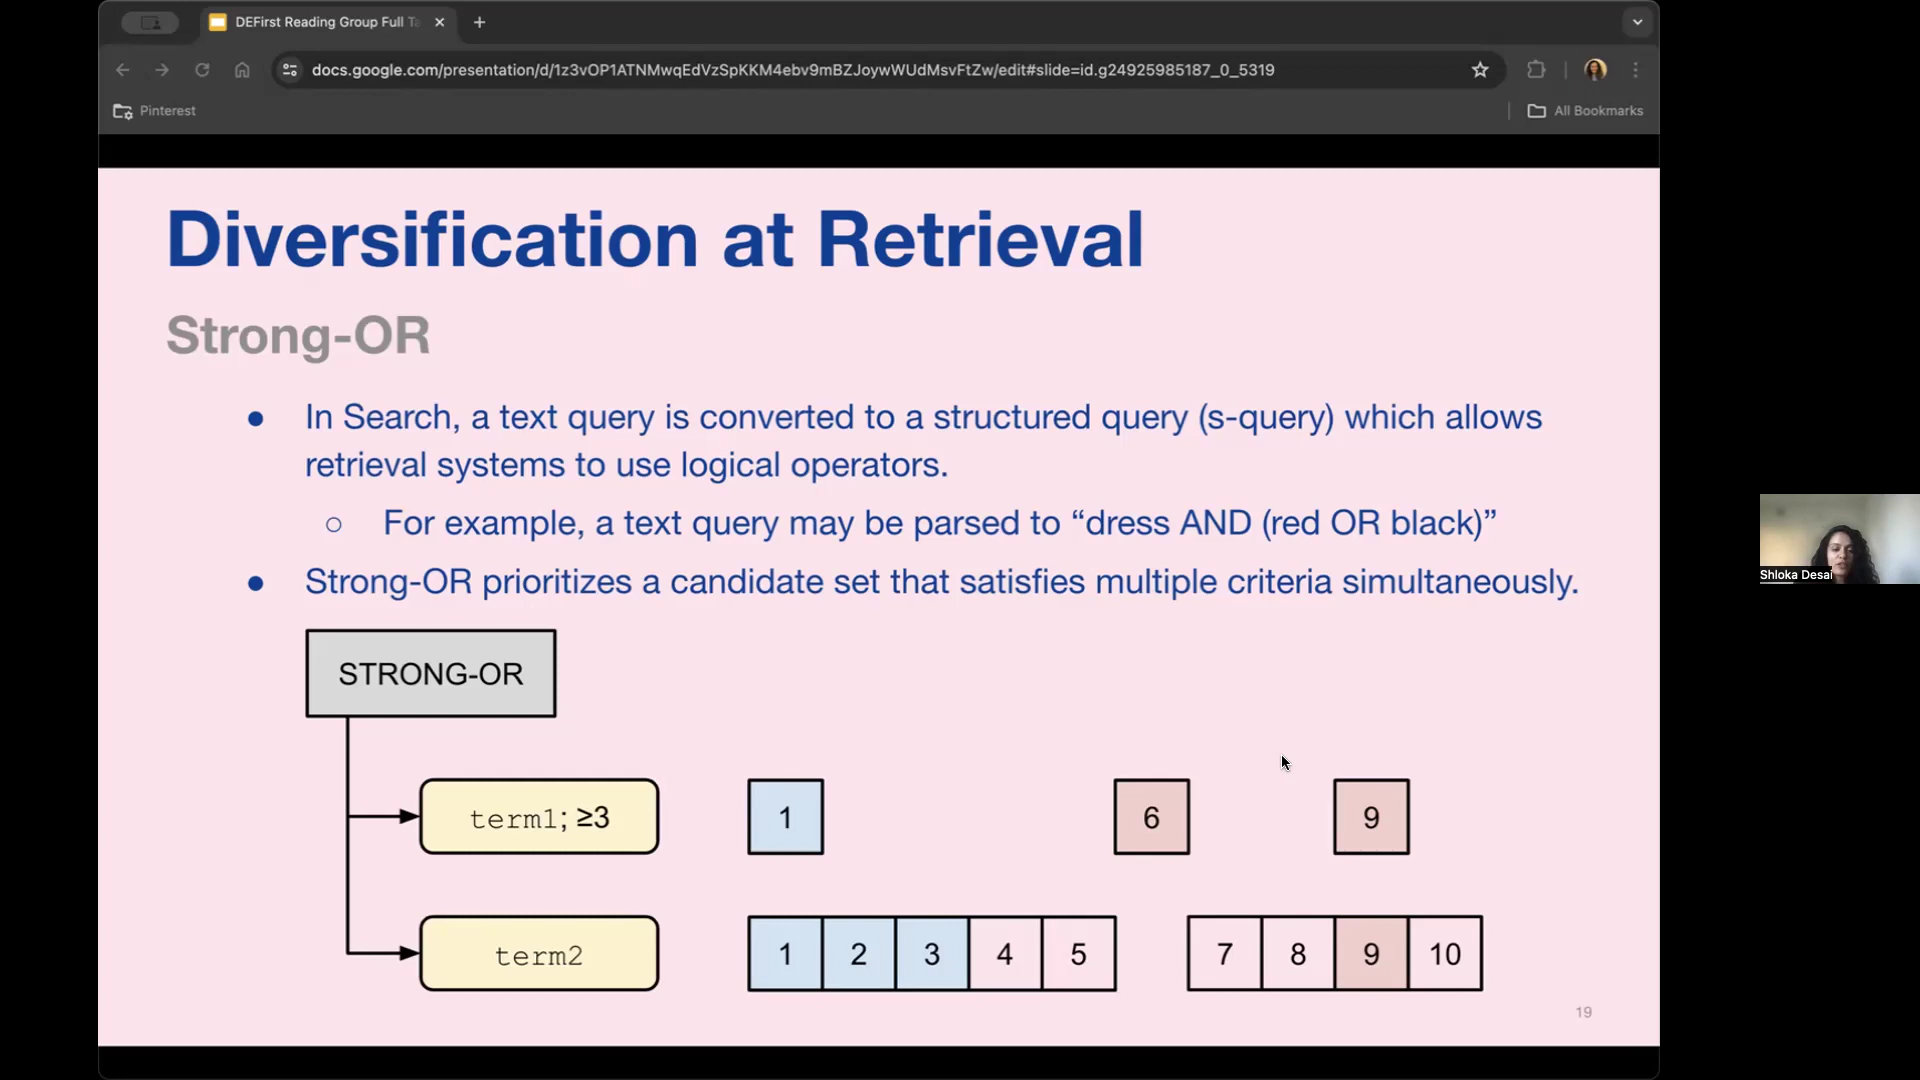 DEFirst Reading Group Full Ta
docs.google.com/presentation/d/1z3vOP1ATNMwqEdVzSpKKM4ebv9mBZJoywWUdMsvFtZw/edit#slide=id.g24925985187_0_5319
Pinterest
All Bookmarks
Diversification at Retrieval
Strong-OR
● In Search, a text query is converted to a structured query (s-query) which allows
retrieval systems to use logical operators.
○ For example, a text query may be parsed to “dress AND (red OR black)”
● Strong-OR prioritizes a candidate set that satisfies multiple criteria simultaneously.
STRONG-OR
term1; ≥3 1 6 9
term2 1 2 3 4 5 7 8 9 10
19
Shloka Desai